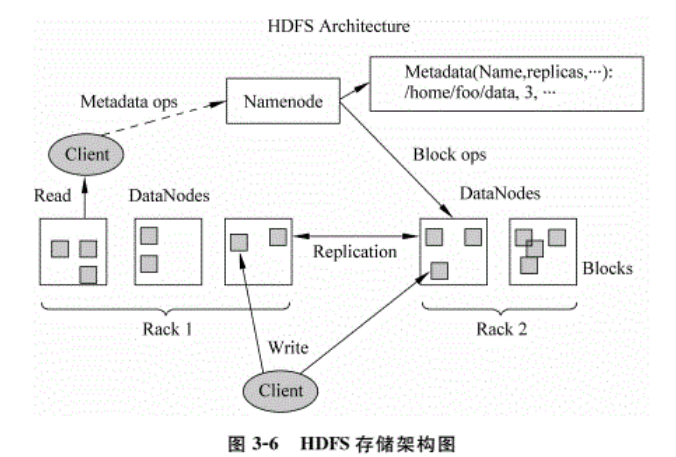 HDFS Architecture
Metadata(Name,replicas,…):
/home/foo/data, 3, …
Metadata ops
Namenode
Client
Block ops
Read
DataNodes
DataNodes
Replication
Blocks
Rack 1
Rack 2
Write
Client
图 3-6 HDFS 存储架构图